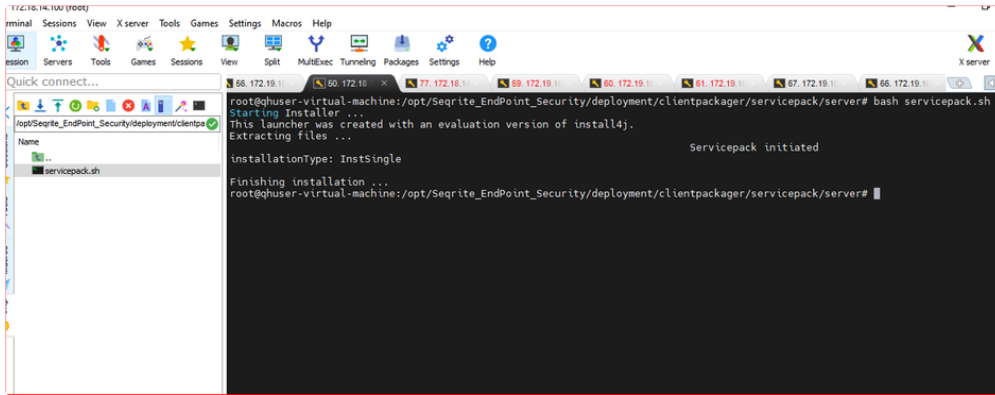 172.18.14.100 (root)
rminal Sessions View X server Tools Games Settings Macros Help
ession Servers Tools Games Sessions View Split MultiExec Tunneling Packages Settings Help X server
Quick connect...
56. 172.19.1 50. 172.18 77. 172.18.1 59. 172.19.1 60. 172.19.1 61. 172.19.1 67. 172.19.1 66. 172.19.1
/opt/Seqrite_EndPoint_Security/deployment/clientpa
Name
..
servicepack.sh
root@qhuser-virtual-machine:/opt/Seqrite_EndPoint_Security/deployment/clientpackager/servicepack/server# bash servicepack.sh
Starting Installer ...
This launcher was created with an evaluation version of install4j.
Extracting files ...
Servicepack initiated
installationType: InstSingle
Finishing installation ...
root@qhuser-virtual-machine:/opt/Seqrite_EndPoint_Security/deployment/clientpackager/servicepack/server#